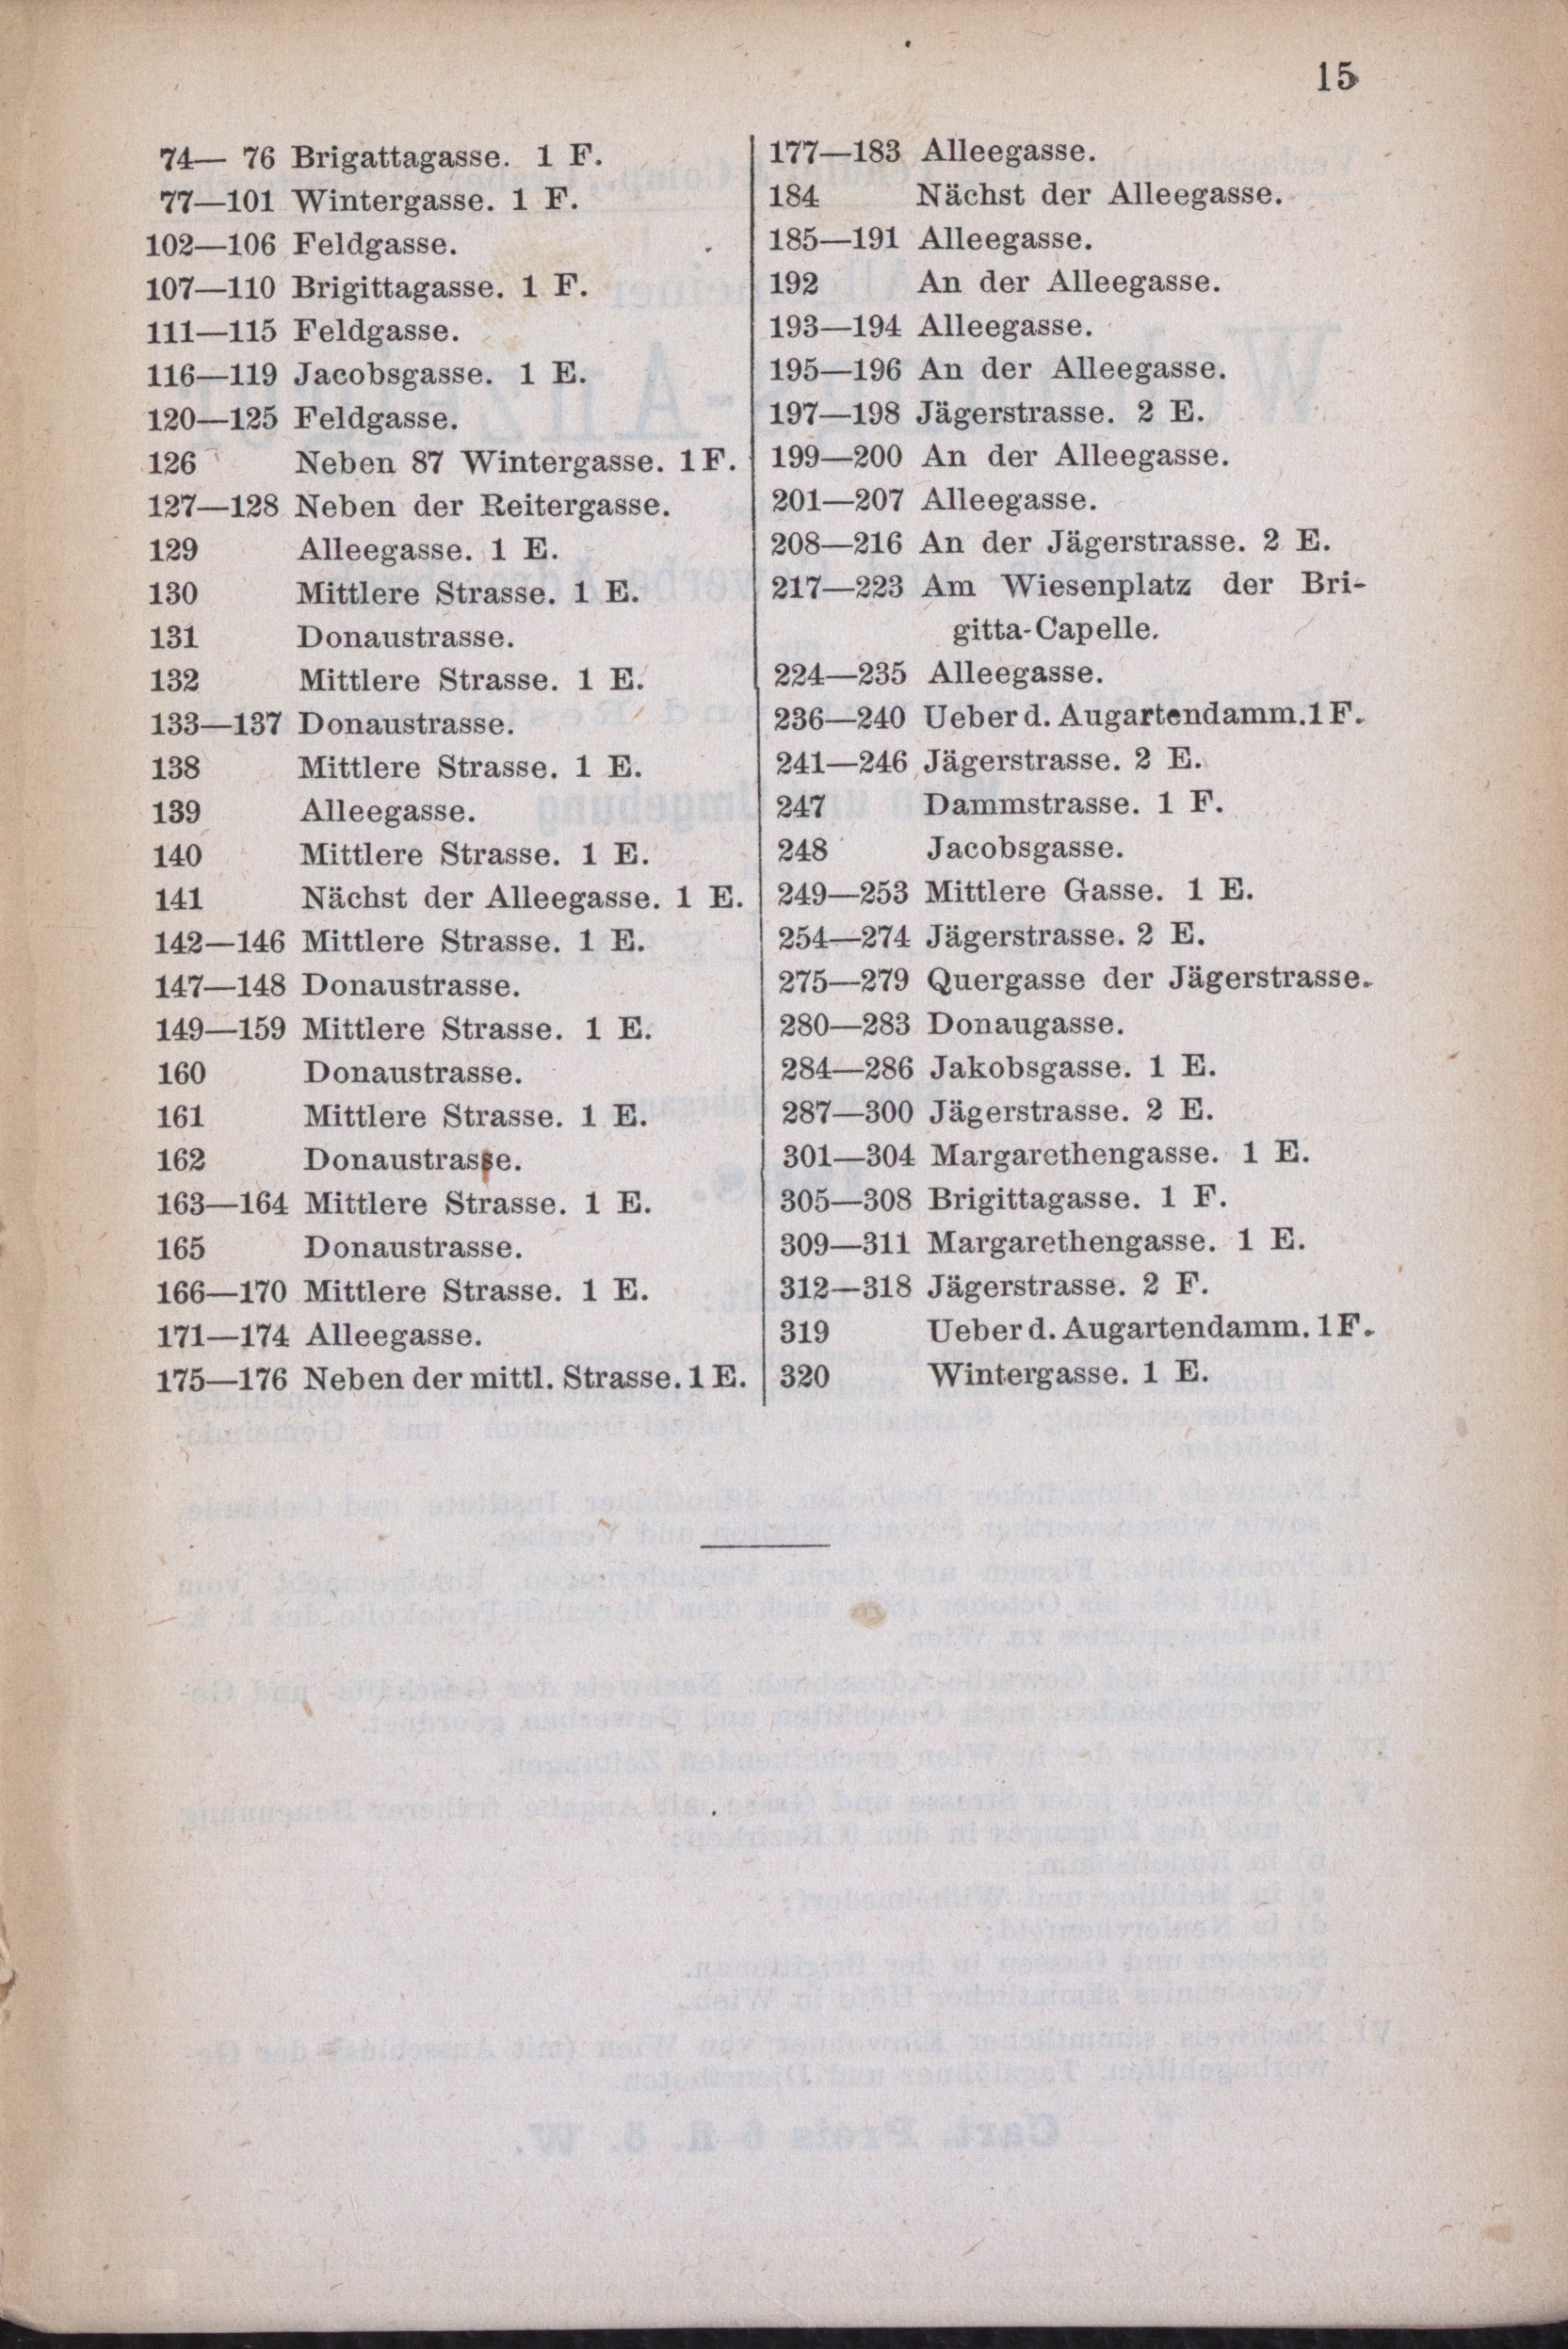 15
74— 76 Brigattagasse. 1 F.
77—101 Wintergasse. 1 F.
102—106 Feldgasse.
107—110 Brigittagasse. 1 F.
111—115 Feldgasse.
116—119 Jacobsgasse. 1 E.
120—125 Feldgasse.
126 Neben 87 Wintergasse. 1 F.
127—128 Neben der Reitergasse.
129 Alleegasse. 1 E.
130 Mittlere Strasse. 1 E.
131 Donaustrasse.
132 Mittlere Strasse. 1 E.
133—137 Donaustrasse.
138 Mittlere Strasse. 1 E.
139 Alleegasse.
140 Mittlere Strasse. 1 E.
141 Nächst der Alleegasse. 1 E.
142—146 Mittlere Strasse. 1 E.
147—148 Donaustrasse.
149—159 Mittlere Strasse. 1 E.
160 Donaustrasse.
161 Mittlere Strasse. 1 E.
162 Donaustrasse.
163—164 Mittlere Strasse. 1 E.
165 Donaustrasse.
166—170 Mittlere Strasse. 1 E.
171—174 Alleegasse.
175—176 Neben der mittl. Strasse. 1 E.
177—183 Alleegasse.
184 Nächst der Alleegasse.
185—191 Alleegasse.
192 An der Alleegasse.
193—194 Alleegasse.
195—196 An der Alleegasse.
197—198 Jägerstrasse. 2 E.
199—200 An der Alleegasse.
201—207 Alleegasse.
208—216 An der Jägerstrasse. 2 E.
217—223 Am Wiesenplatz der Bri-
gitta-Capelle.
224—235 Alleegasse.
236—240 Ueber d. Augartendamm. 1 F.
241—246 Jägerstrasse. 2 E.
247 Dammstrasse. 1 F.
248 Jacobsgasse.
249—253 Mittlere Gasse. 1 E.
254—274 Jägerstrasse. 2 E.
275—279 Quergasse der Jägerstrasse.
280—283 Donaugasse.
284—286 Jakobsgasse. 1 E.
287—300 Jägerstrasse. 2 E.
301—304 Margarethengasse. 1 E.
305—308 Brigittagasse. 1 F.
309—311 Margarethengasse. 1 E.
312—318 Jägerstrasse. 2 F.
319 Ueber d. Augartendamm. 1 F.
320 Wintergasse. 1 E.